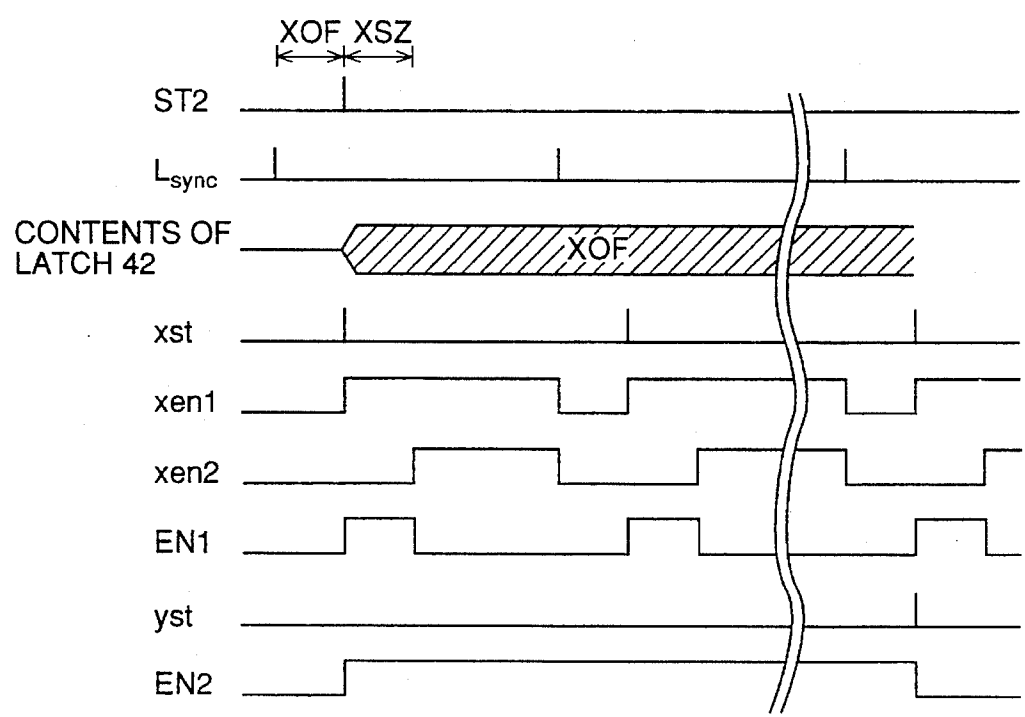 XOF XSZ
ST2
Lsync
CONTENTS OF
LATCH 42
XOF
xst
xen1
xen2
EN1
yst
EN2